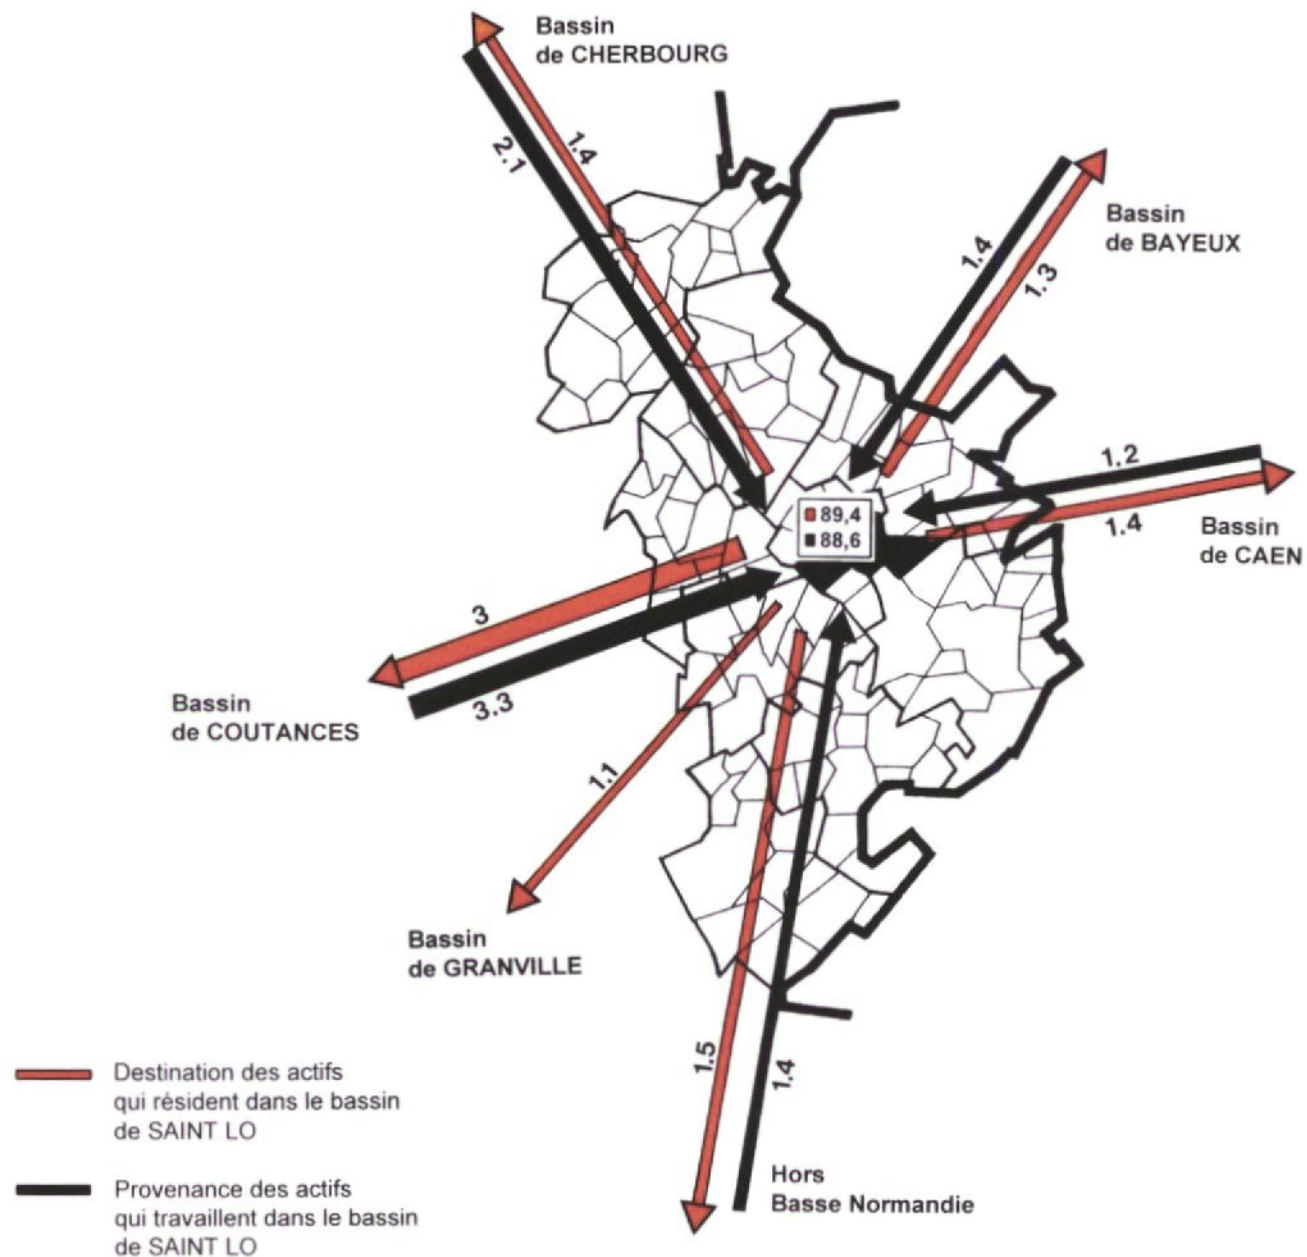 Bassin
de CHERBOURG
2.1
1.4
Bassin
de BAYEUX
1.4
1.3
1.2
1.4
Bassin
de CAEN
89,4
88,6
3
3.3
Bassin
de COUTANCES
1.1
Bassin
de GRANVILLE
1.5
1.4
Hors
Basse Normandie
Destination des actifs
qui résident dans le bassin
de SAINT LO
Provenance des actifs
qui travaillent dans le bassin
de SAINT LO